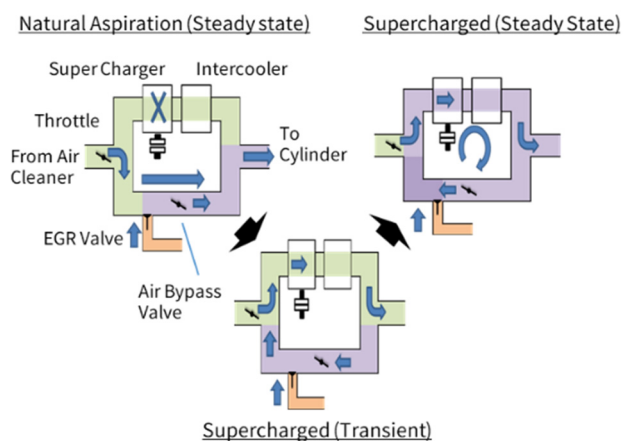 Natural Aspiration (Steady state)
Supercharged (Steady State)
Super Charger
Intercooler
Throttle
From Air
Cleaner
To
Cylinder
EGR Valve
Air Bypass
Valve
Supercharged (Transient)